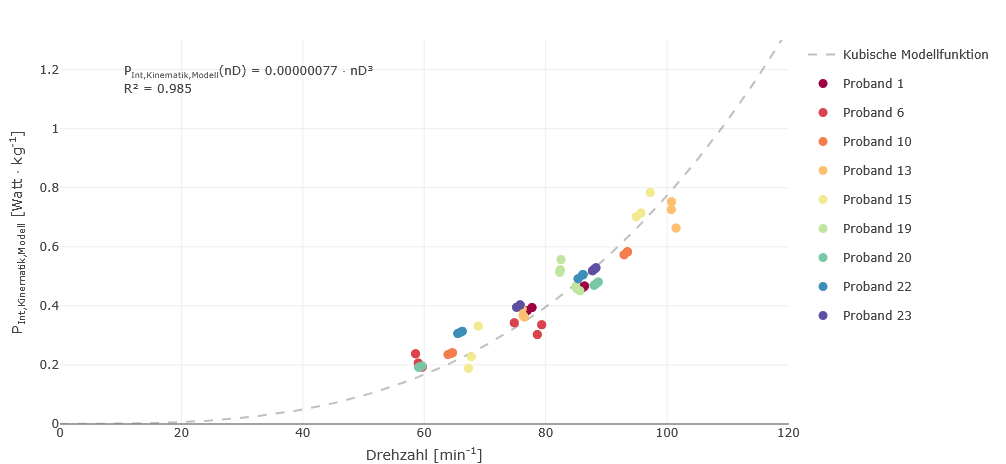 P_Int,Kinematik,Modell(nD) = 0.00000077 · nD³
R² = 0.985
P_Int,Kinematik,Modell [Watt · kg⁻¹]
1.2
1
0.8
0.6
0.4
0.2
0
0 20 40 60 80 100 120
Drehzahl [min⁻¹]
Kubische Modellfunktion
Proband 1
Proband 6
Proband 10
Proband 13
Proband 15
Proband 19
Proband 20
Proband 22
Proband 23